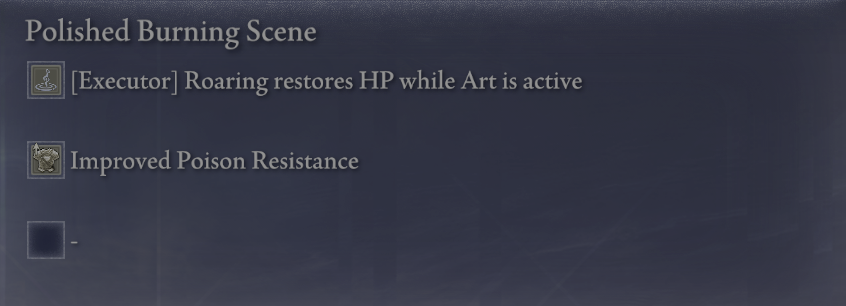 Polished Burning Scene
[Executor] Roaring restores HP while Art is active
Improved Poison Resistance
-